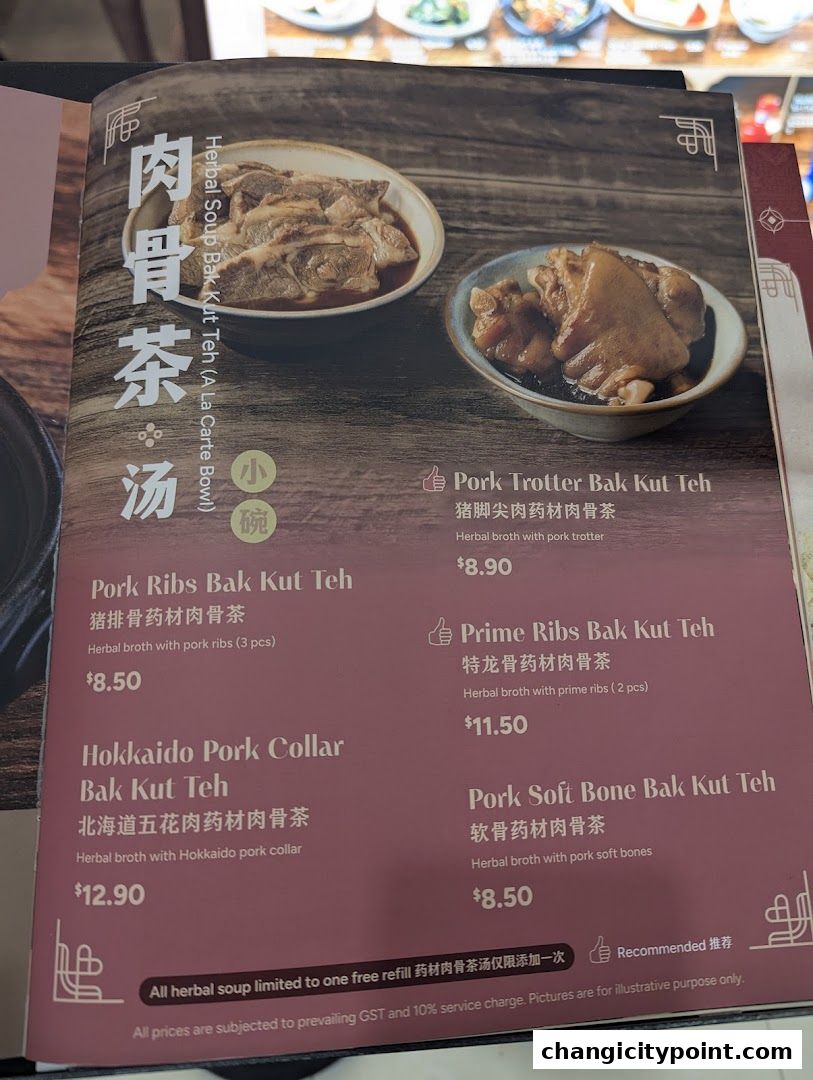 肉骨茶汤
Herbal Soup Bak Kut Teh (A La Carte Bowl)
小碗
Pork Trotter Bak Kut Teh
猪脚尖肉药材肉骨茶
Herbal broth with pork trotter
$8.90
Pork Ribs Bak Kut Teh
猪排骨药材肉骨茶
Herbal broth with pork ribs (3 pcs)
$8.50
Prime Ribs Bak Kut Teh
特龙骨药材肉骨茶
Herbal broth with prime ribs ( 2 pcs)
$11.50
Hokkaido Pork Collar
Bak Kut Teh
北海道五花肉药材肉骨茶
Herbal broth with Hokkaido pork collar
$12.90
Pork Soft Bone Bak Kut Teh
软骨药材肉骨茶
Herbal broth with pork soft bones
$8.50
All herbal soup limited to one free refill 药材肉骨茶汤仅限添加一次
Recommended 推荐
All prices are subjected to prevailing GST and 10% service charge. Pictures are for illustrative purpose only.
changicitypoint.com